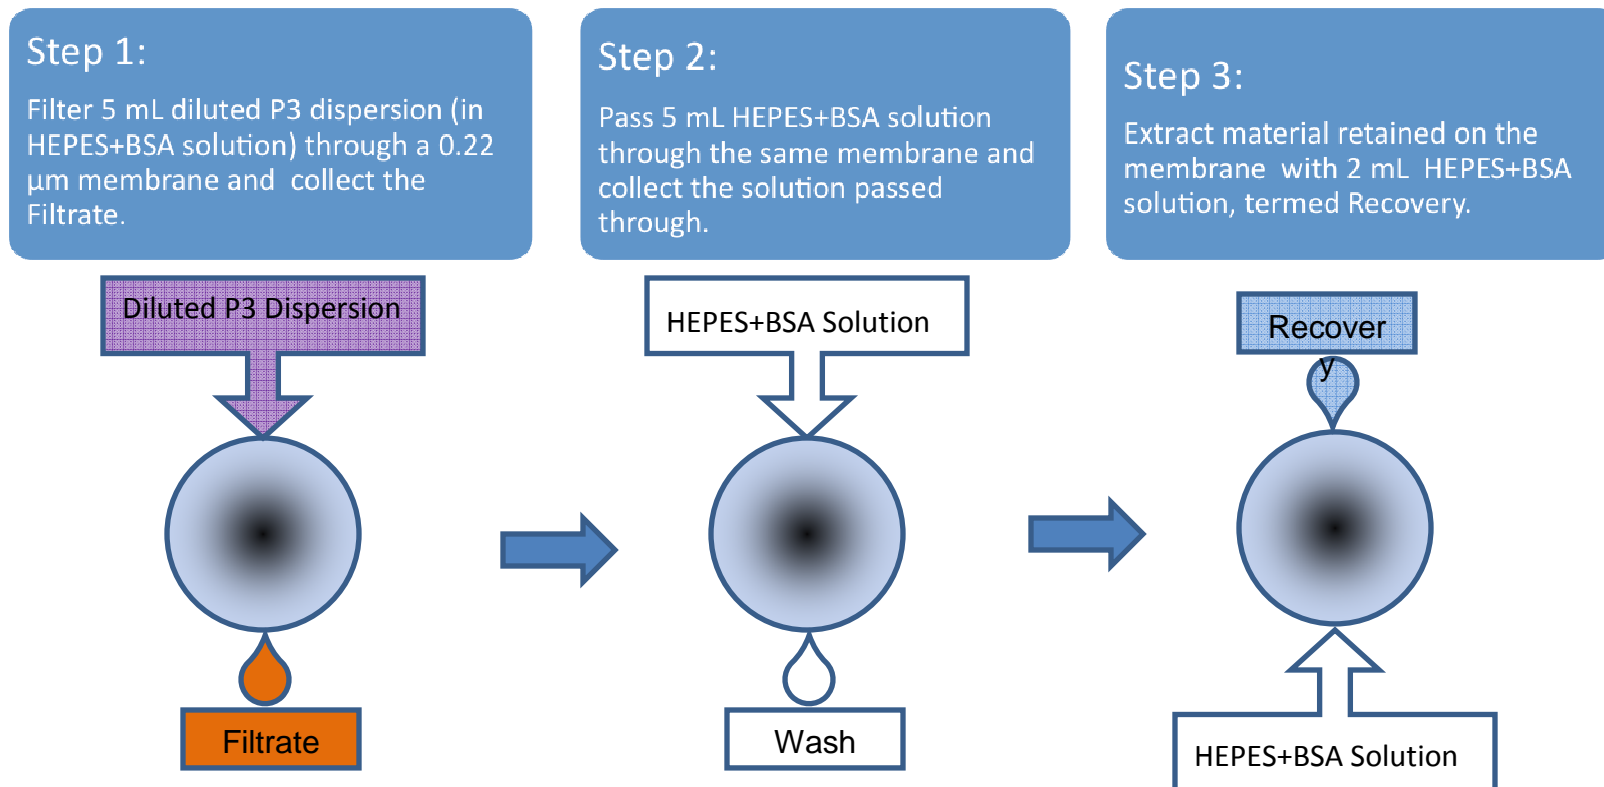 Step 1:
Filter 5 mL diluted P3 dispersion (in
HEPES+BSA solution) through a 0.22
μm membrane and  collect the
Filtrate.
Step 2:
Pass 5 mL HEPES+BSA solution
through the same membrane and
collect the solution passed
through.
Step 3:
Extract material retained on the
membrane  with 2 mL  HEPES+BSA
solution, termed Recovery.
Diluted P3 Dispersion
HEPES+BSA Solution
Recover
y
Filtrate
Wash
HEPES+BSA Solution